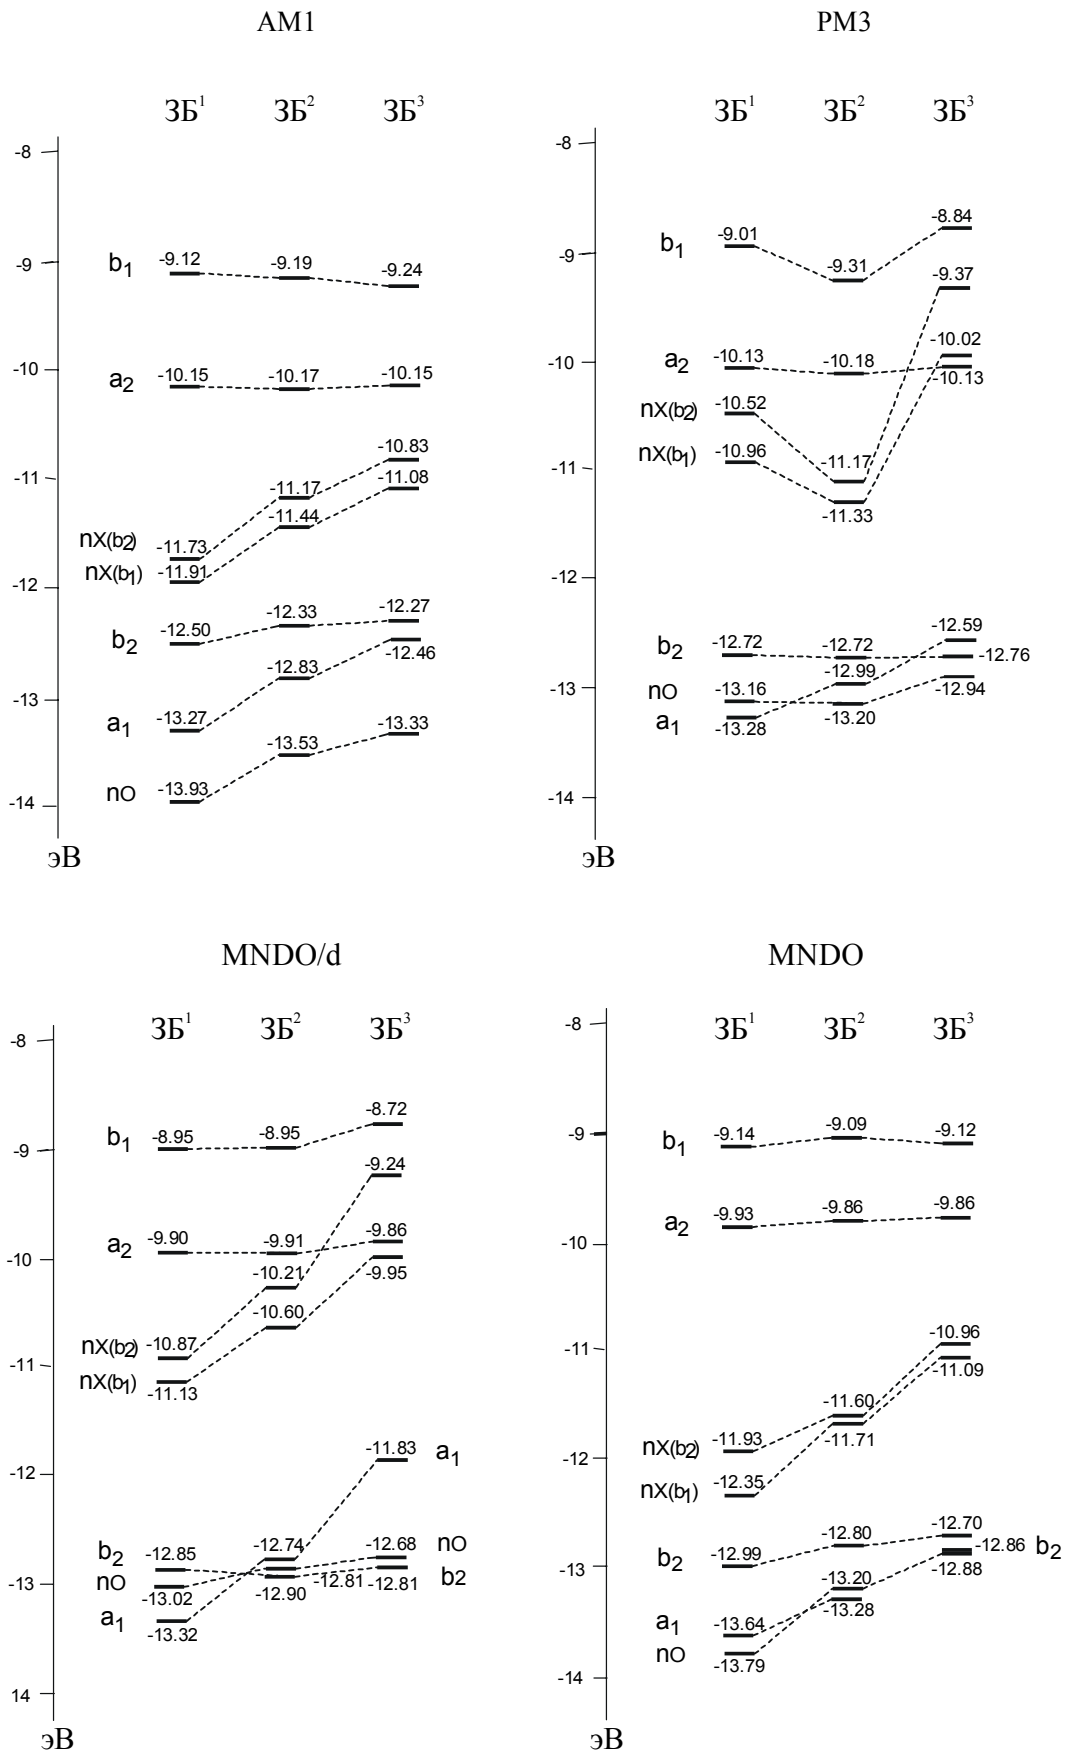 AM1
ЗБ¹ ЗБ² ЗБ³
-8
-9
-10
-11
-12
-13
-14
эВ
b1 -9.12 -9.19 -9.24
a2 -10.15 -10.17 -10.15
nX(b2) -11.73 -11.17 -10.83
nX(b1) -11.91 -11.44 -11.08
b2 -12.50 -12.33 -12.27
a1 -13.27 -12.83 -12.46
nO -13.93 -13.53 -13.33
PM3
ЗБ¹ ЗБ² ЗБ³
-8
-9
-10
-11
-12
-13
-14
эВ
b1 -9.01 -9.31 -8.84
-9.37
-10.02
a2 -10.13 -10.18 -10.13
nX(b2) -10.52 -11.17
nX(b1) -10.96 -11.33
-12.59
b2 -12.72 -12.72 -12.76
-12.99
nO -13.16 -13.20 -12.94
a1 -13.28
MNDO/d
ЗБ¹ ЗБ² ЗБ³
-8
-9
-10
-11
-12
-13
14
эВ
b1 -8.95 -8.95 -8.72
-9.24
a2 -9.90 -9.91 -9.86
-9.95
nX(b2) -10.87 -10.21
nX(b1) -11.13 -10.60
-11.83 a1
b2 -12.85 -12.74 -12.68 nO
nO -13.02 -12.90 -12.81 -12.81 b2
a1 -13.32
MNDO
ЗБ¹ ЗБ² ЗБ³
-8
-9
-10
-11
-12
-13
-14
эВ
b1 -9.14 -9.09 -9.12
a2 -9.93 -9.86 -9.86
-10.96
-11.09
nX(b2) -11.93 -11.60
nX(b1) -12.35 -11.71
b2 -12.99 -12.80 -12.70
-12.86 b2
-12.88
a1 -13.64 -13.20
nO -13.79 -13.28